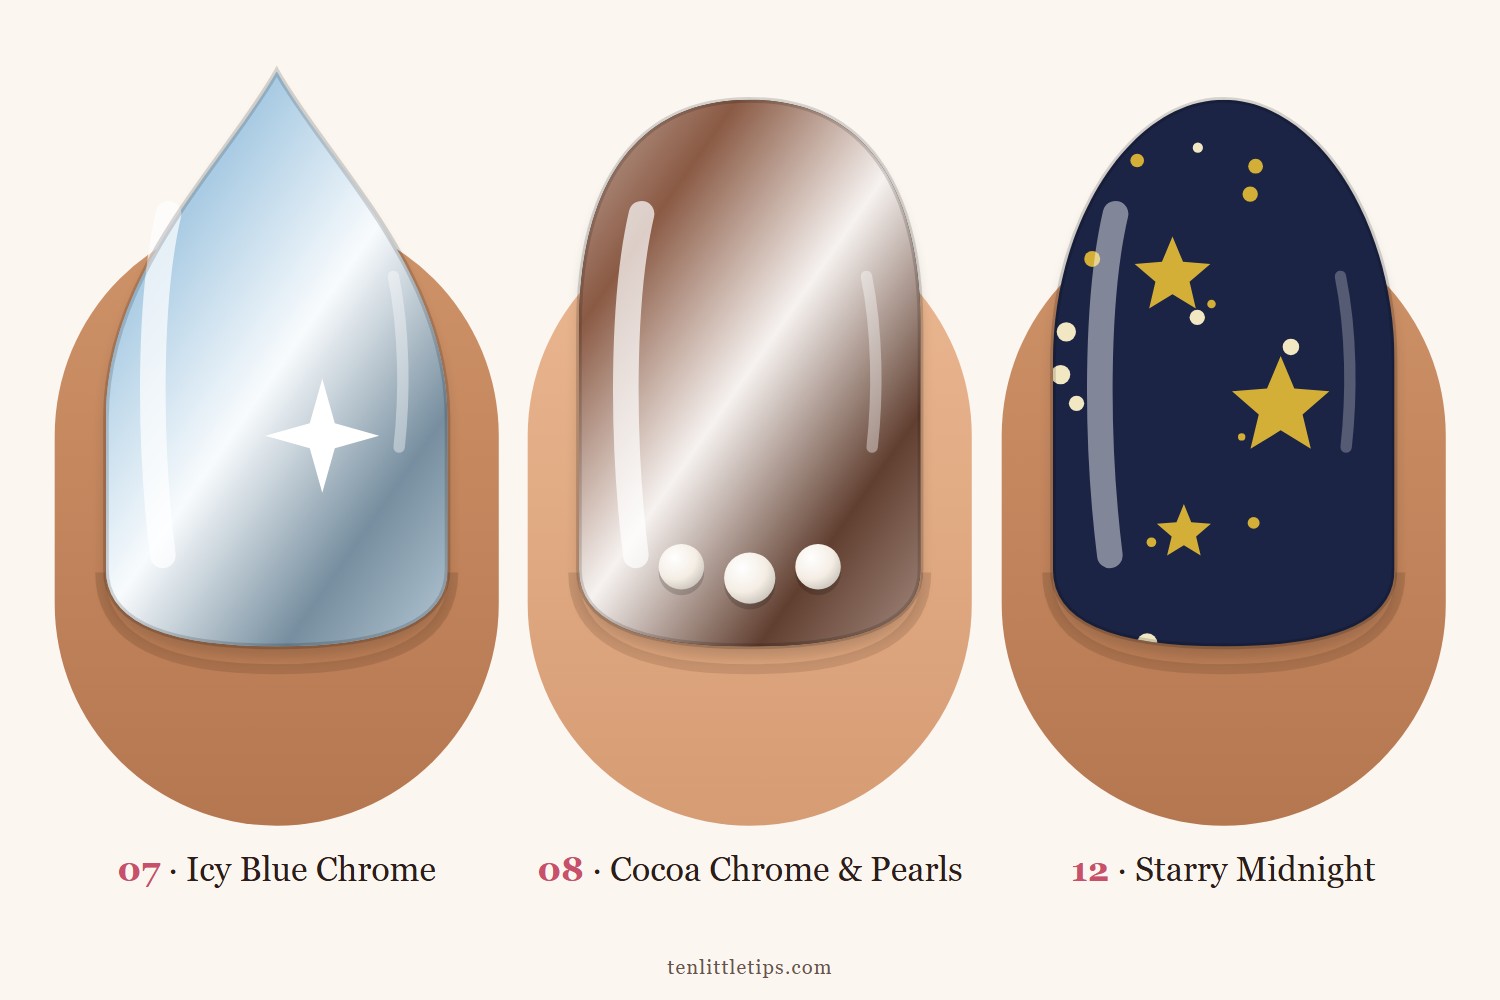 07 · Icy Blue Chrome
08 · Cocoa Chrome & Pearls
12 · Starry Midnight
tenlittletips.com